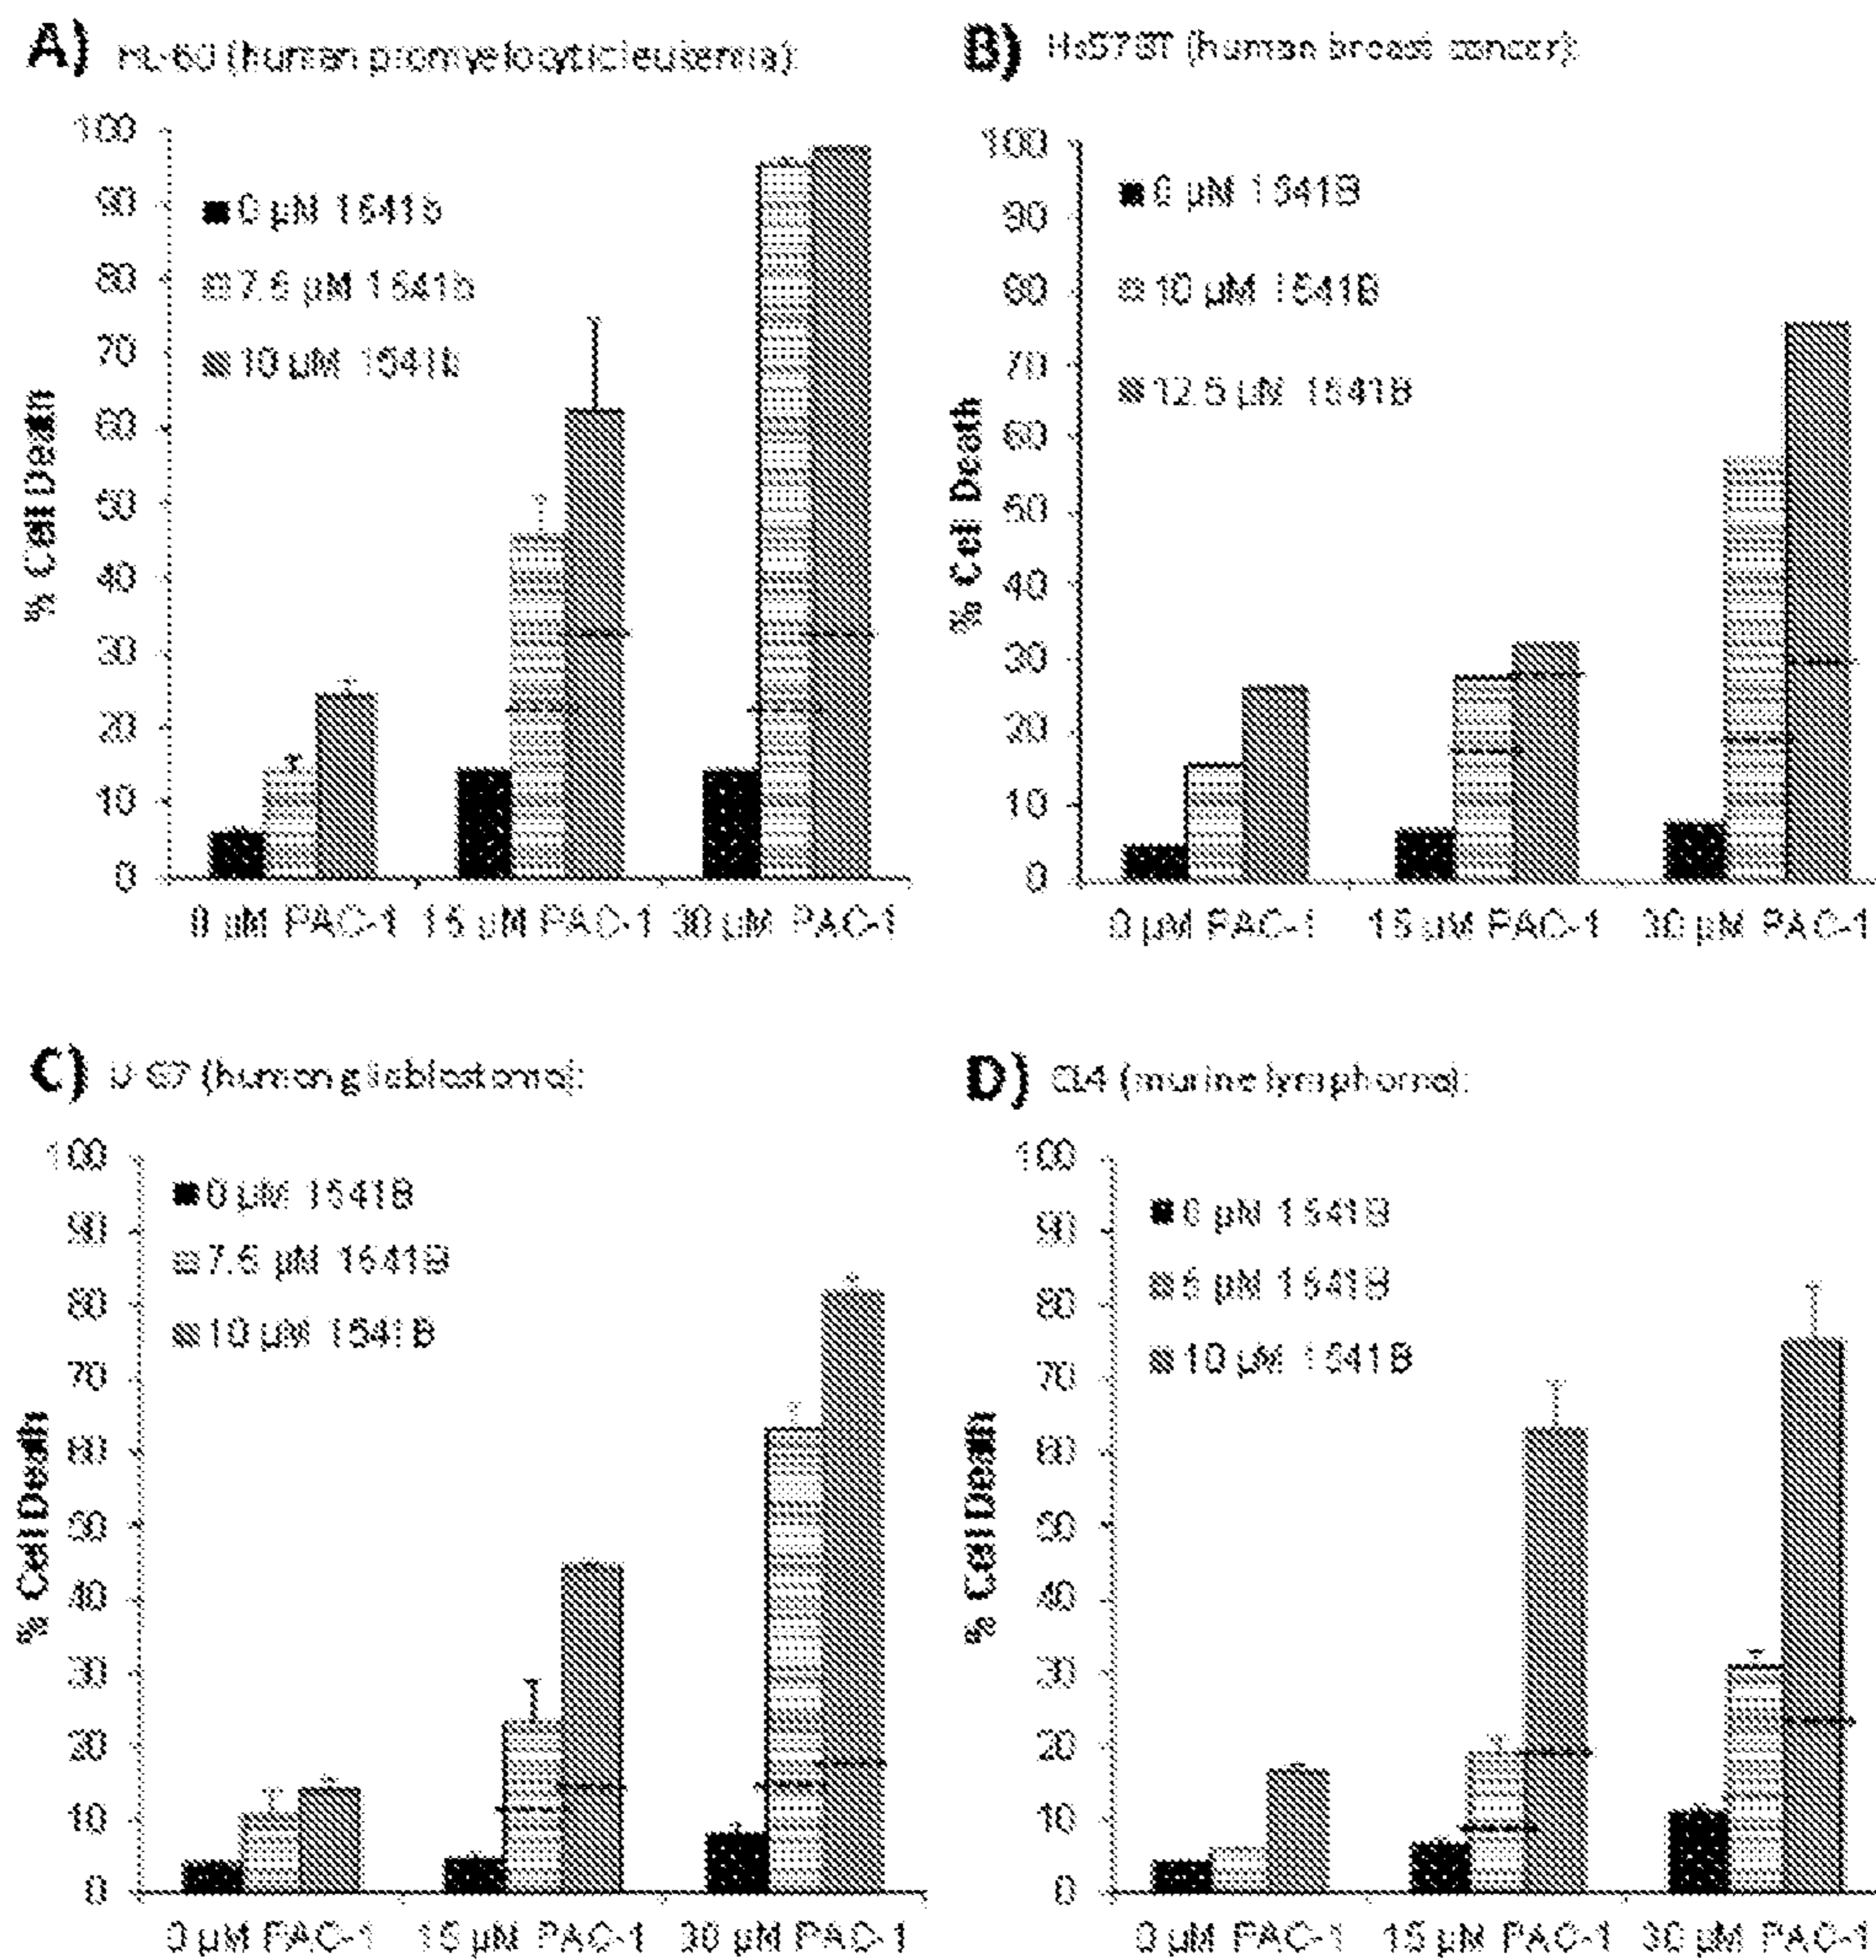 A) HL-60 (human promyelocytic leukemia):
100
90
80
70
60
50
40
30
20
10
0
% Cell Death
0 µM 1541b
7.5 µM 1541b
10 µM 1541b
0 µM PAC-1 15 µM PAC-1 30 µM PAC-1
B) Hs578T (human breast cancer):
100
90
80
70
60
50
40
30
20
10
0
% Cell Death
0 µM 1541B
10 µM 1541B
12.5 µM 1541B
0 µM PAC-1 15 µM PAC-1 30 µM PAC-1
C) U-87 (human glioblastoma):
100
90
80
70
60
50
40
30
20
10
0
% Cell Death
0 µM 1541B
7.5 µM 1541B
10 µM 1541B
0 µM PAC-1 15 µM PAC-1 30 µM PAC-1
D) EL4 (murine lymphoma):
100
90
80
70
60
50
40
30
20
10
0
% Cell Death
0 µM 1541B
5 µM 1541B
10 µM 1541B
0 µM PAC-1 15 µM PAC-1 30 µM PAC-1